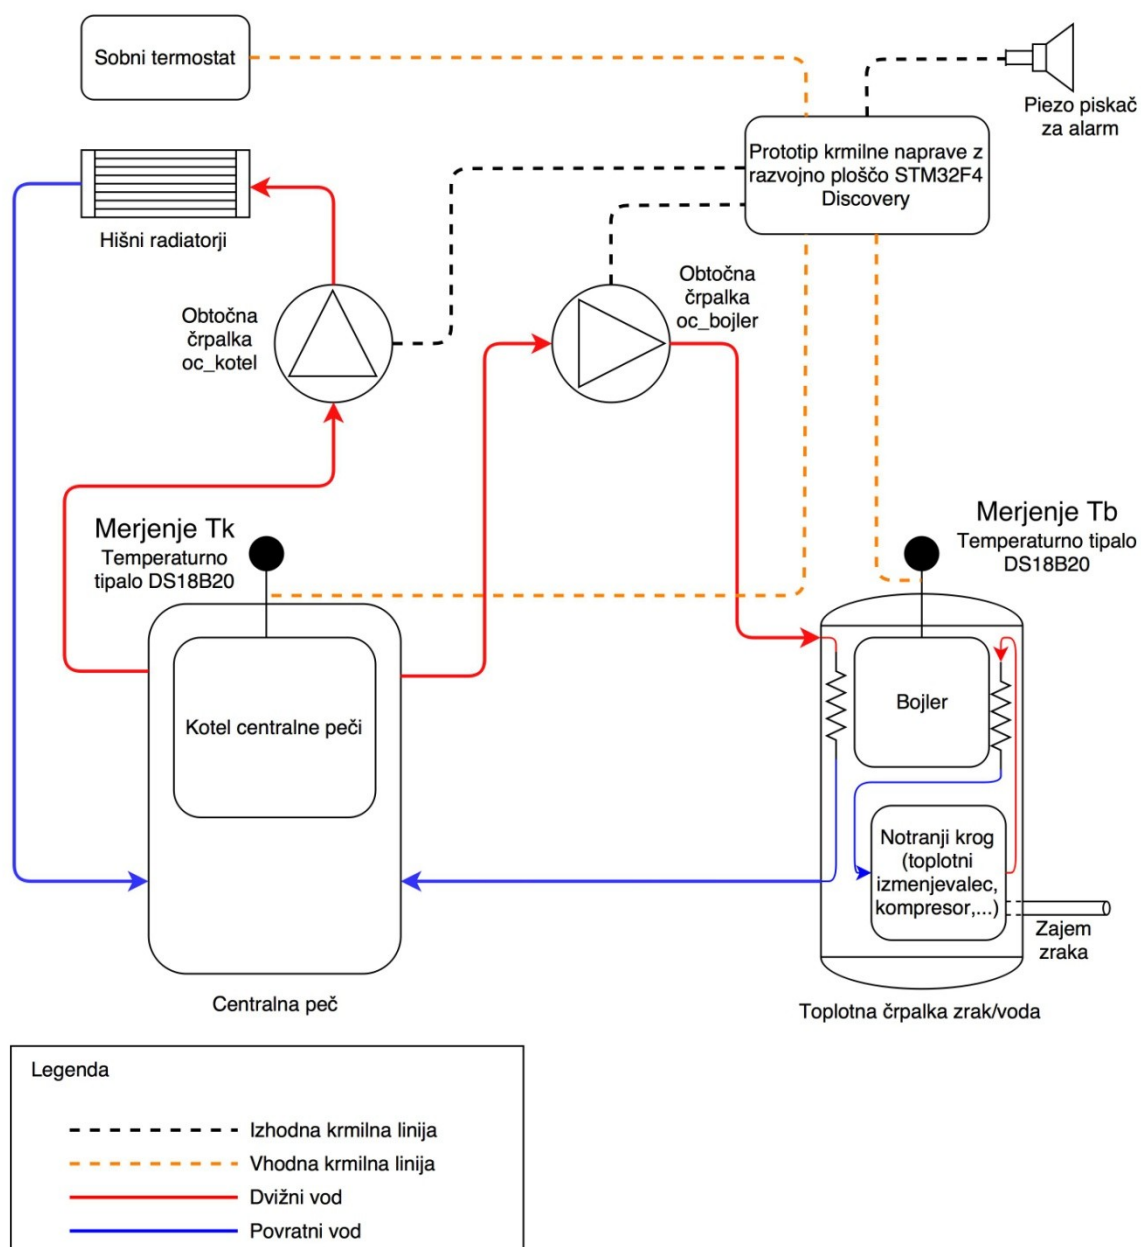 Sobni termostat
Piezo piskač
za alarm
Prototip krmilne naprave z
razvojno ploščo STM32F4
Discovery
Hišni radiatorji
Obtočna
črpalka
oc_kotel
Obtočna
črpalka
oc_bojler
Merjenje Tk
Temperaturno
tipalo DS18B20
Merjenje Tb
Temperaturno tipalo
DS18B20
Kotel centralne peči
Bojler
Notranji krog
(toplotni
izmenjevalec,
kompresor,...)
Zajem
zraka
Centralna peč
Toplotna črpalka zrak/voda
Legenda
Izhodna krmilna linija
Vhodna krmilna linija
Dvižni vod
Povratni vod